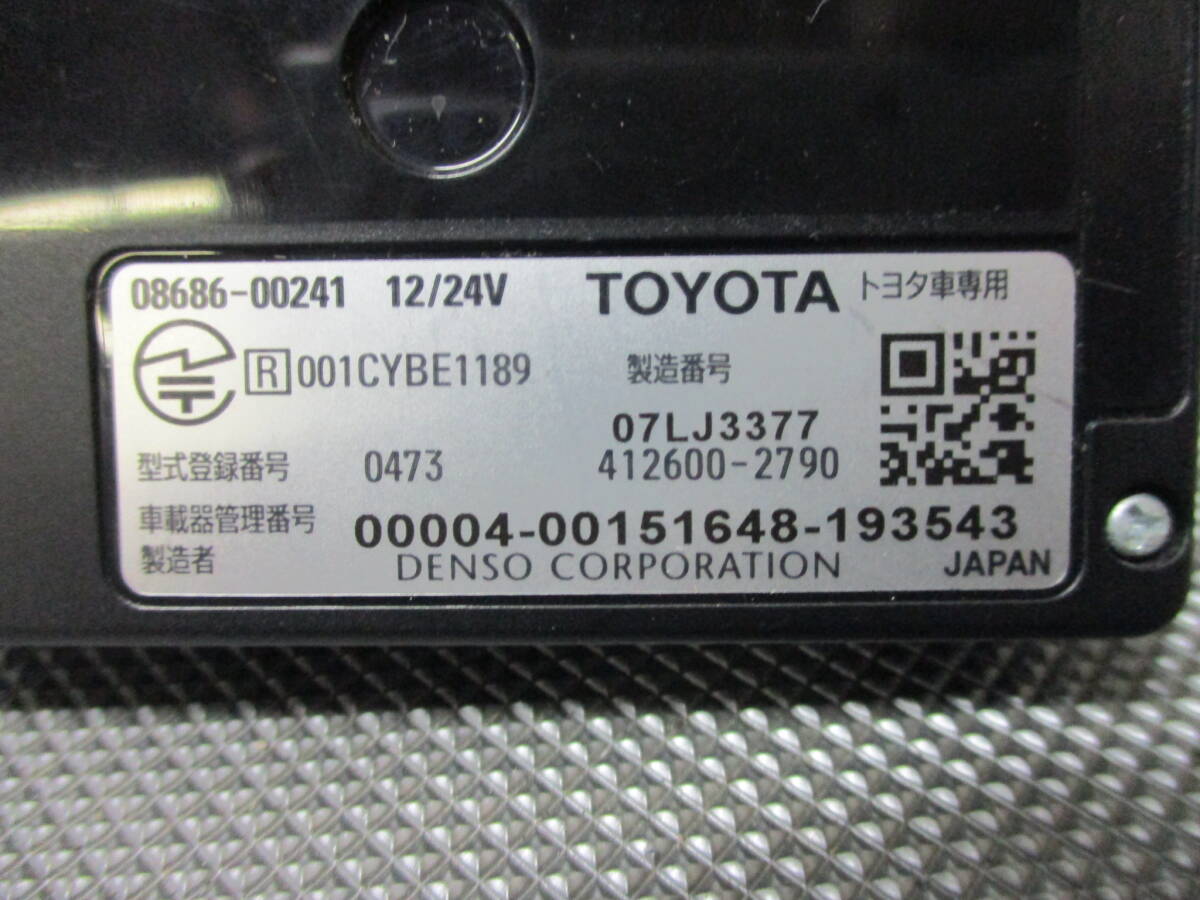 08686-00241 12/24V TOYOTA トヨタ車専用
R 001CYBE1189 製造番号
07LJ3377
型式登録番号 0473 412600-2790
車載器管理番号 00004-00151648-193543
製造者 DENSO CORPORATION JAPAN